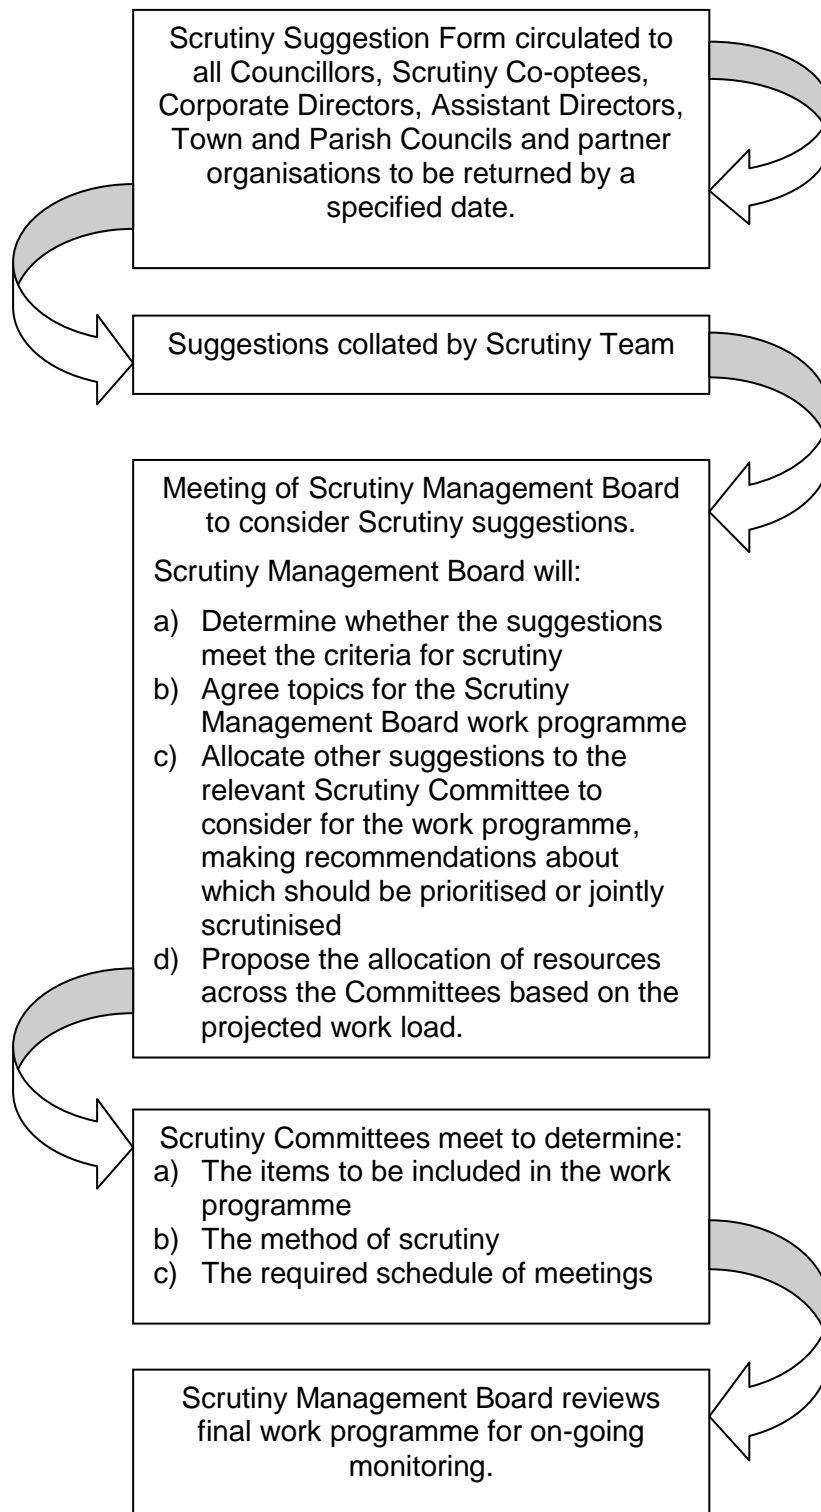 Scrutiny Suggestion Form circulated to
all Councillors, Scrutiny Co-optees,
Corporate Directors, Assistant Directors,
Town and Parish Councils and partner
organisations to be returned by a
specified date.
Suggestions collated by Scrutiny Team
Meeting of Scrutiny Management Board
to consider Scrutiny suggestions.
Scrutiny Management Board will:
a) Determine whether the suggestions
meet the criteria for scrutiny
b) Agree topics for the Scrutiny
Management Board work programme
c) Allocate other suggestions to the
relevant Scrutiny Committee to
consider for the work programme,
making recommendations about
which should be prioritised or jointly
scrutinised
d) Propose the allocation of resources
across the Committees based on the
projected work load.
Scrutiny Committees meet to determine:
a) The items to be included in the work
programme
b) The method of scrutiny
c) The required schedule of meetings
Scrutiny Management Board reviews
final work programme for on-going
monitoring.